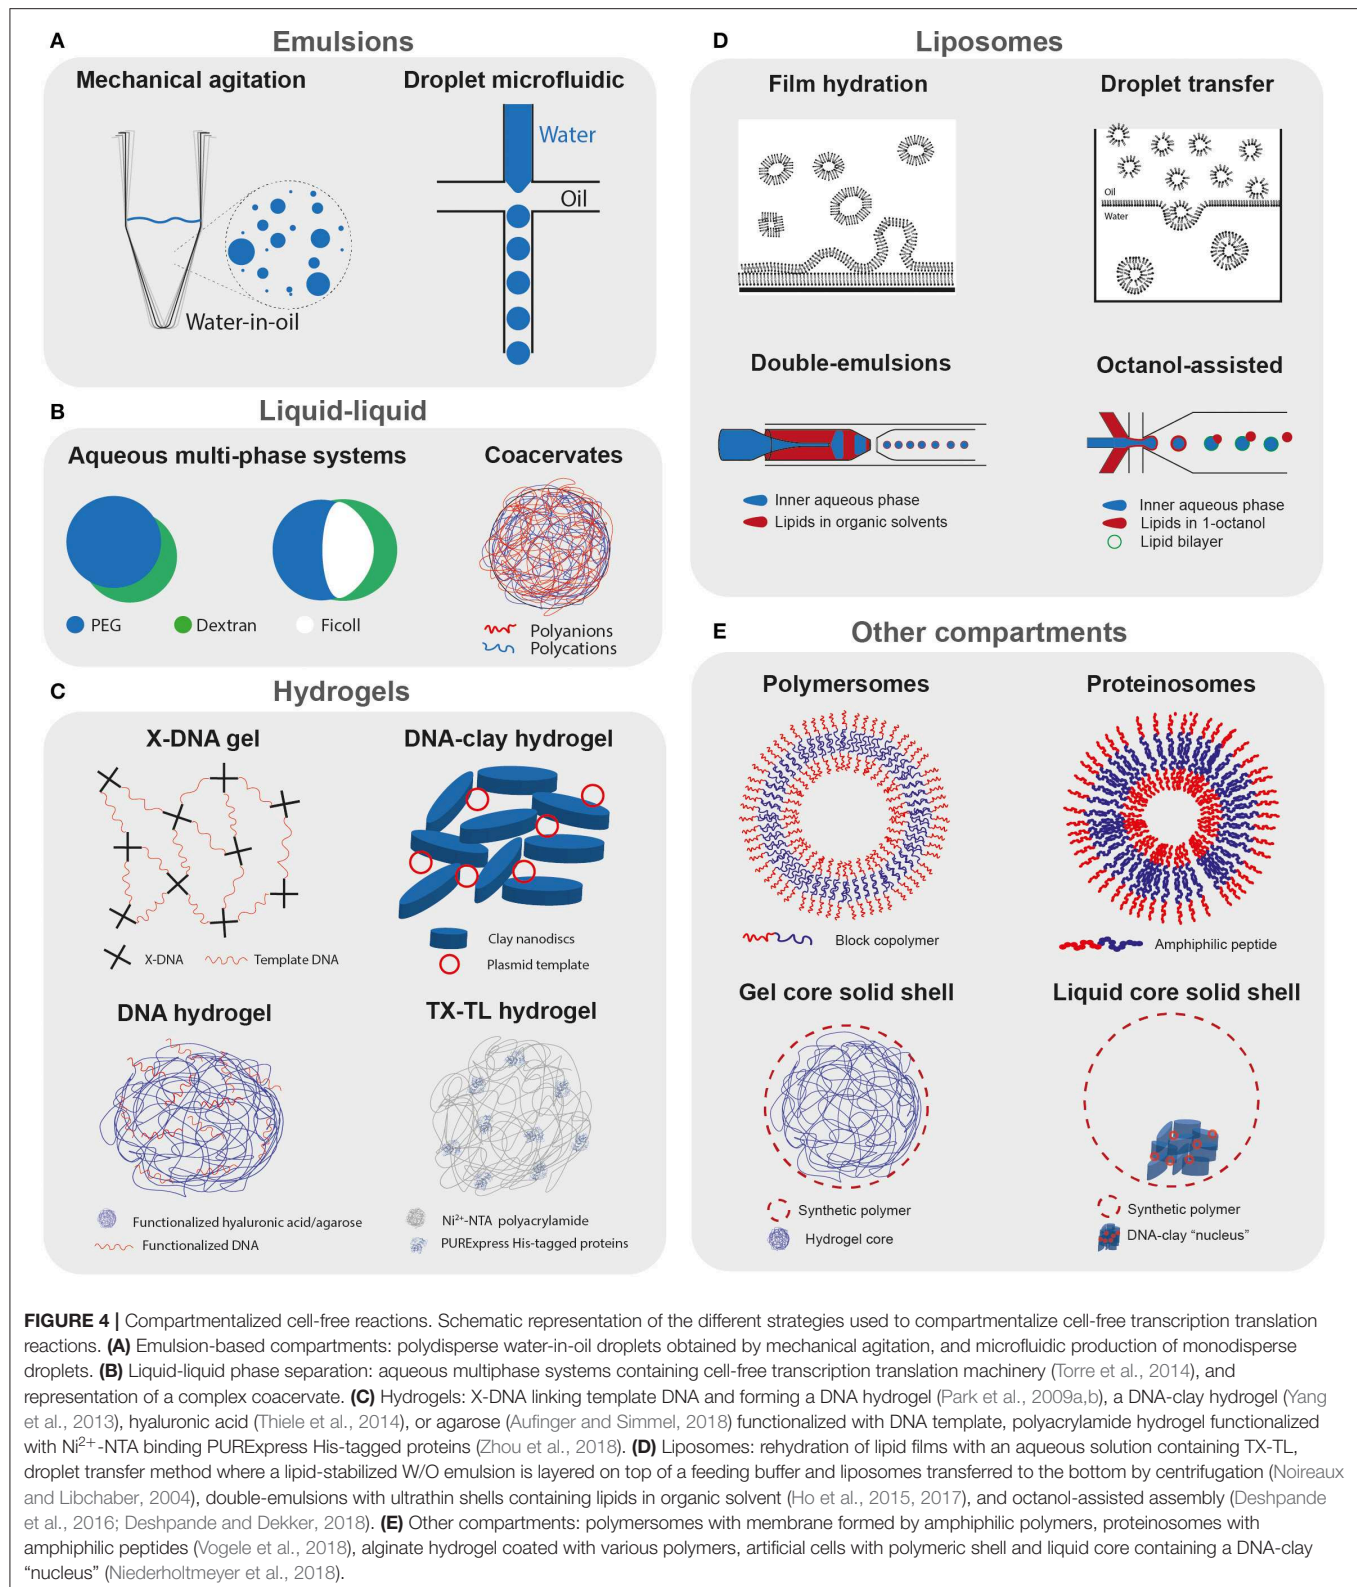 A
Emulsions
Mechanical agitation
Droplet microfluidic
Water
Oil
Water-in-oil
B
Liquid-liquid
Aqueous multi-phase systems
Coacervates
PEG
Dextran
Ficoll
Polyanions
Polycations
C
Hydrogels
X-DNA gel
DNA-clay hydrogel
X-DNA
Template DNA
Clay nanodiscs
Plasmid template
DNA hydrogel
TX-TL hydrogel
Functionalized hyaluronic acid/agarose
Functionalized DNA
Ni²⁺-NTA polyacrylamide
PURExpress His-tagged proteins
D
Liposomes
Film hydration
Droplet transfer
Oil
Water
Double-emulsions
Octanol-assisted
Inner aqueous phase
Lipids in organic solvents
Inner aqueous phase
Lipids in 1-octanol
Lipid bilayer
E
Other compartments
Polymersomes
Proteinosomes
Block copolymer
Amphiphilic peptide
Gel core solid shell
Liquid core solid shell
Synthetic polymer
Hydrogel core
Synthetic polymer
DNA-clay “nucleus”
FIGURE 4 | Compartmentalized cell-free reactions. Schematic representation of the different strategies used to compartmentalize cell-free transcription translation
reactions. (A) Emulsion-based compartments: polydisperse water-in-oil droplets obtained by mechanical agitation, and microfluidic production of monodisperse
droplets. (B) Liquid-liquid phase separation: aqueous multiphase systems containing cell-free transcription translation machinery (Torre et al., 2014), and
representation of a complex coacervate. (C) Hydrogels: X-DNA linking template DNA and forming a DNA hydrogel (Park et al., 2009a,b), a DNA-clay hydrogel (Yang
et al., 2013), hyaluronic acid (Thiele et al., 2014), or agarose (Aufinger and Simmel, 2018) functionalized with DNA template, polyacrylamide hydrogel functionalized
with Ni²⁺-NTA binding PURExpress His-tagged proteins (Zhou et al., 2018). (D) Liposomes: rehydration of lipid films with an aqueous solution containing TX-TL,
droplet transfer method where a lipid-stabilized W/O emulsion is layered on top of a feeding buffer and liposomes transferred to the bottom by centrifugation (Noireaux
and Libchaber, 2004), double-emulsions with ultrathin shells containing lipids in organic solvent (Ho et al., 2015, 2017), and octanol-assisted assembly (Deshpande
et al., 2016; Deshpande and Dekker, 2018). (E) Other compartments: polymersomes with membrane formed by amphiphilic polymers, proteinosomes with
amphiphilic peptides (Vogele et al., 2018), alginate hydrogel coated with various polymers, artificial cells with polymeric shell and liquid core containing a DNA-clay
“nucleus” (Niederholtmeyer et al., 2018).